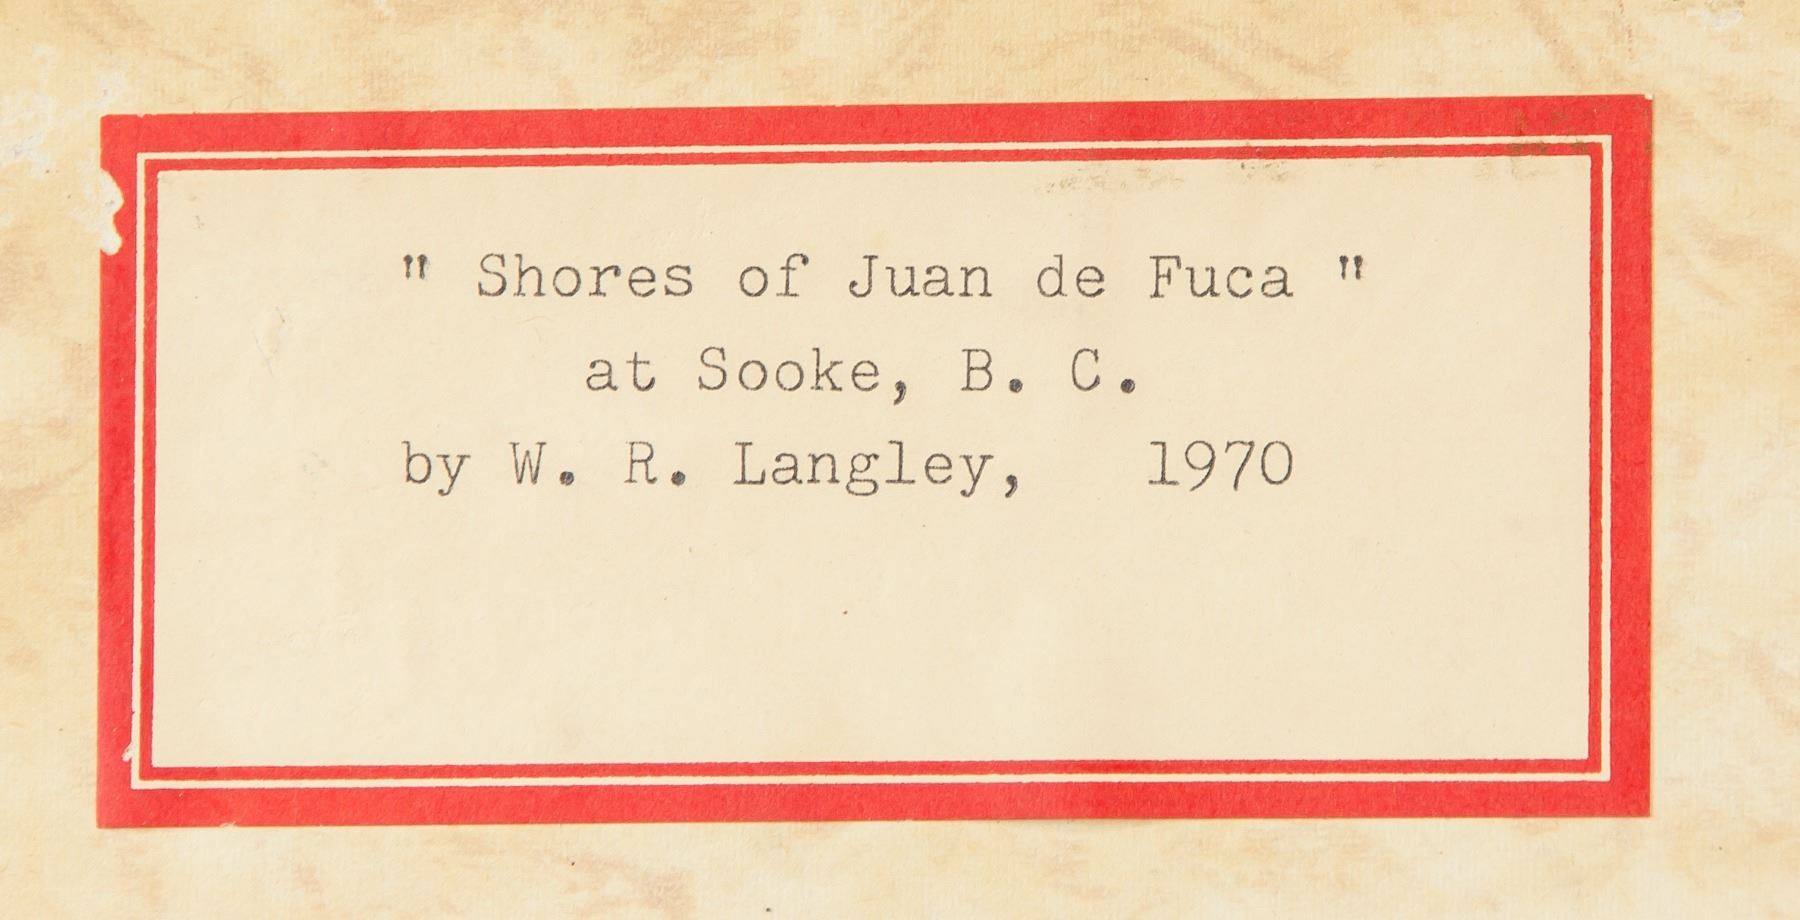 " Shores of Juan de Fuca "
at Sooke, B. C.
by W. R. Langley, 1970